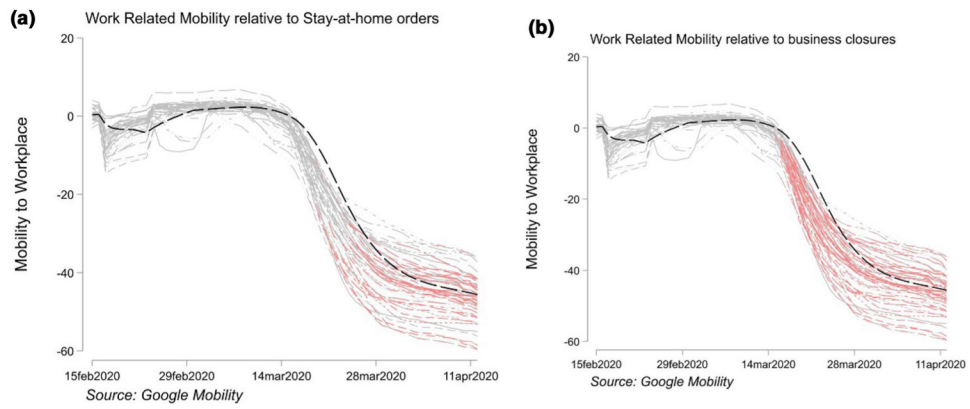 (a)
Work Related Mobility relative to Stay-at-home orders
20
0
-20
-40
-60
Mobility to Workplace
15feb2020
29feb2020
14mar2020
28mar2020
11apr2020
Source: Google Mobility
(b)
Work Related Mobility relative to business closures
20
0
-20
-40
-60
Mobility to Workplace
15feb2020
29feb2020
14mar2020
28mar2020
11apr2020
Source: Google Mobility